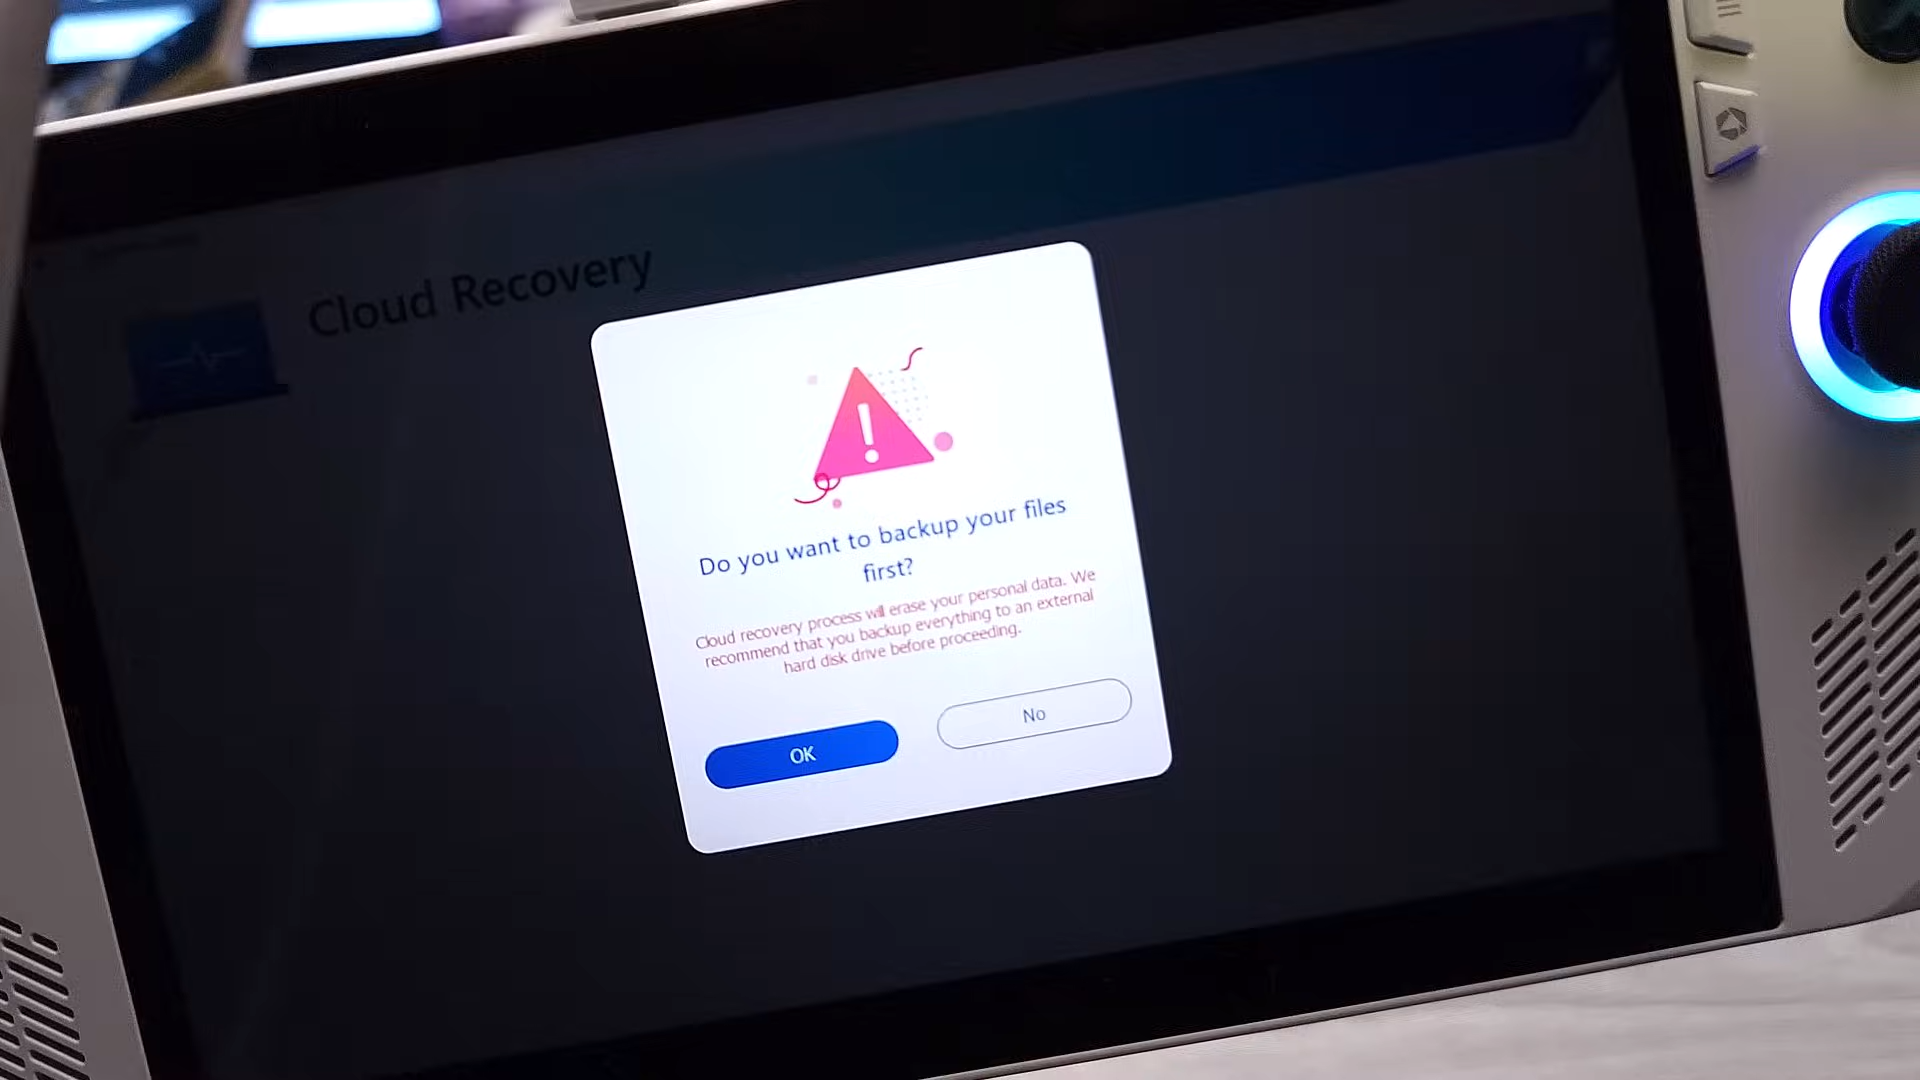 Cloud Recovery
Do you want to backup your files
first?
Cloud recovery process will erase your personal data. We
recommend that you backup everything to an external
hard disk drive before proceeding.
OK
No